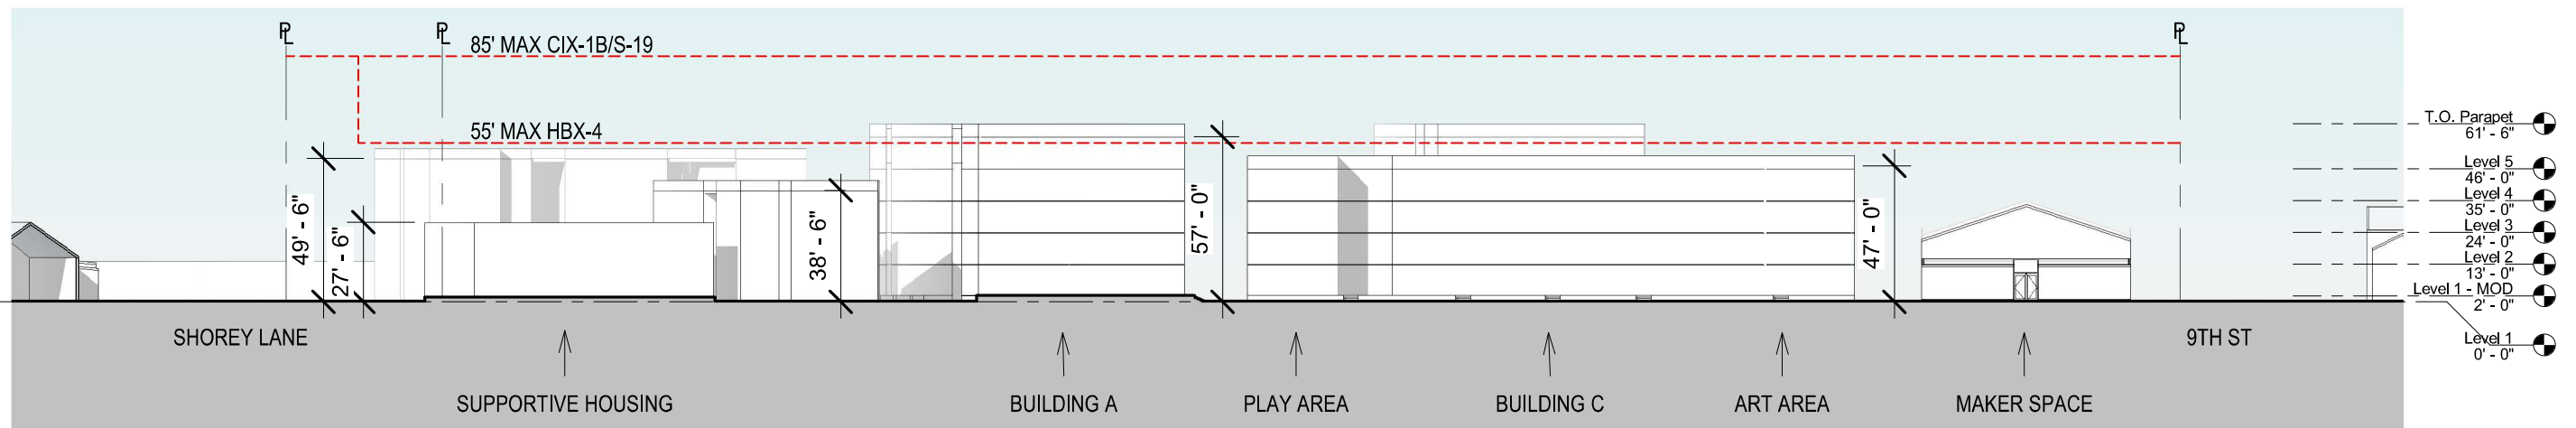 PL
PL
PL
85' MAX CIX-1B/S-19
55' MAX HBX-4
49' - 6"
27' - 6"
38' - 6"
57' - 0"
47' - 0"
T.O. Parapet
61' - 6"
Level 5
46' - 0"
Level 4
35' - 0"
Level 3
24' - 0"
Level 2
13' - 0"
Level 1 - MOD
2' - 0"
Level 1
0' - 0"
SHOREY LANE
9TH ST
SUPPORTIVE HOUSING
BUILDING A
PLAY AREA
BUILDING C
ART AREA
MAKER SPACE